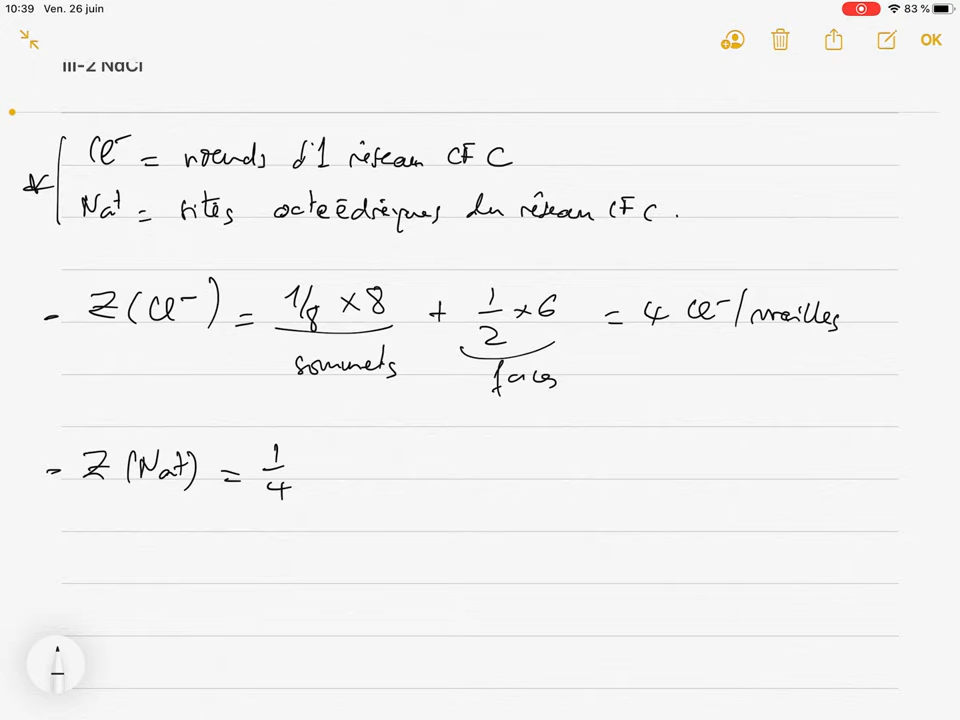 10:39 Ven. 26 juin 83 %
OK
III-2 NaCl
Cl⁻ = noeuds d'1 réseau CFC
Na⁺ = sites octaédriques du réseau CFC.
- Z(Cl⁻) = 1/8 × 8 + 1/2 × 6 = 4 Cl⁻/mailles
sommets faces
- Z(Na⁺) = 1/4